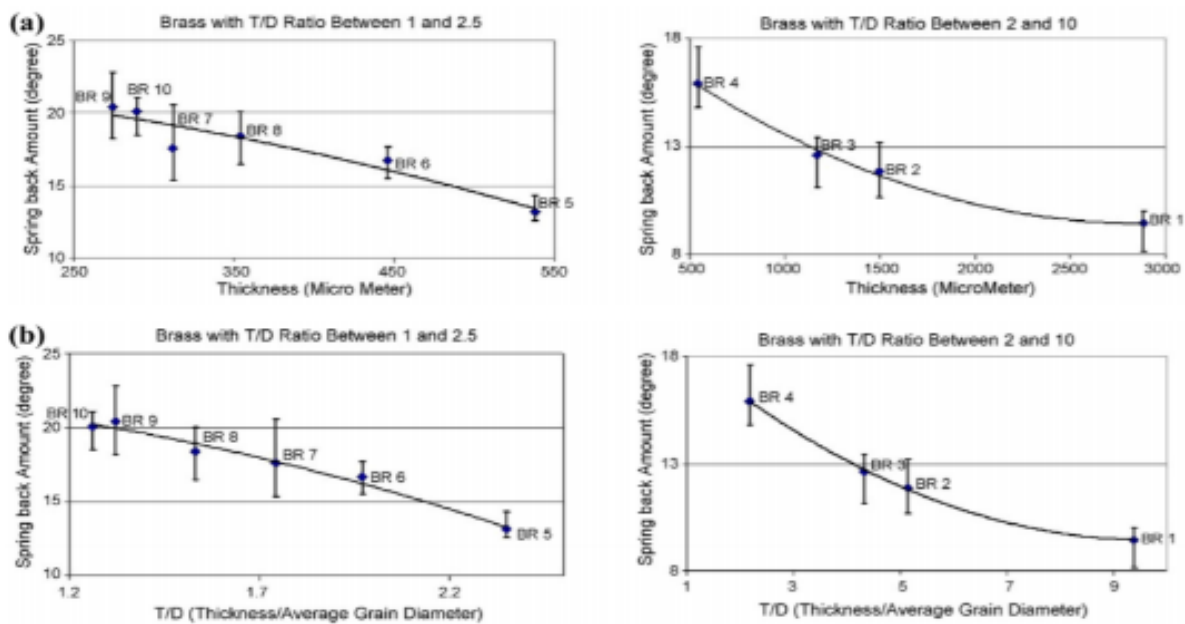 (a)
Brass with T/D Ratio Between 1 and 2.5
Spring back Amount (degree)
25
20
15
10
BR 9
BR 10
BR 7
BR 8
BR 6
BR 5
250
350
450
550
Thickness (Micro Meter)
Brass with T/D Ratio Between 2 and 10
Spring back Amount (degree)
18
13
8
BR 4
BR 3
BR 2
BR 1
500
1000
1500
2000
2500
3000
Thickness (MicroMeter)
(b)
Brass with T/D Ratio Between 1 and 2.5
Spring back Amount (degree)
25
20
15
10
BR 10
BR 9
BR 8
BR 7
BR 6
BR 5
1.2
1.7
2.2
T/D (Thickness/Average Grain Diameter)
Brass with T/D Ratio Between 2 and 10
Spring back Amount (degree)
18
13
8
BR 4
BR 3
BR 2
BR 1
1
3
5
7
9
T/D (Thickness/Average Grain Diameter)